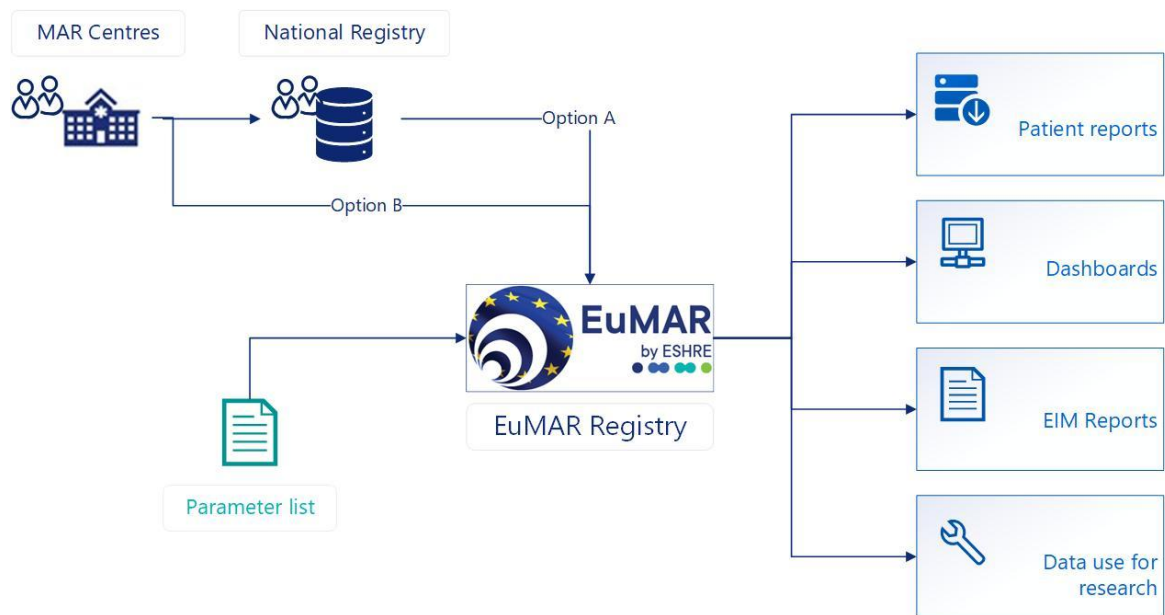 MAR Centres
National Registry
Option A
Option B
Patient reports
Dashboards
EuMAR
by ESHRE
EuMAR Registry
EIM Reports
Parameter list
Data use for
research